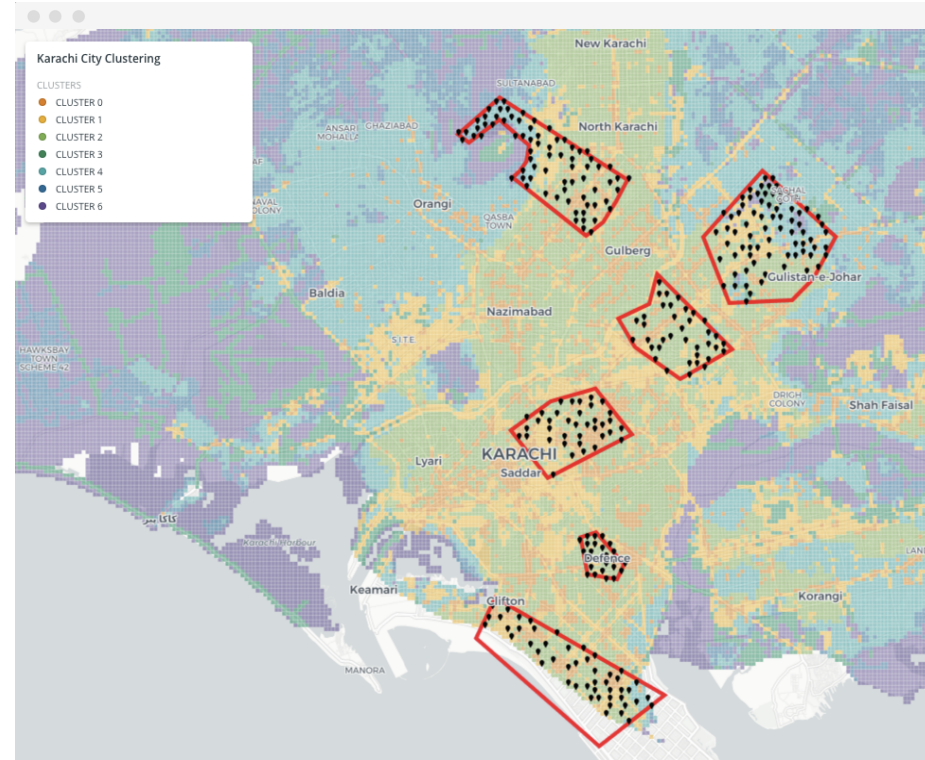 Karachi City Clustering
CLUSTERS
CLUSTER 0
CLUSTER 1
CLUSTER 2
CLUSTER 3
CLUSTER 4
CLUSTER 5
CLUSTER 6
New Karachi
SULTANABAD
ANSARI
MOHALLA
GHAZIABAD
North Karachi
NAVAL
COLONY
Orangi
QASBA
TOWN
Gulberg
Gulistan-e-Johar
Baldia
Nazimabad
SITE
HAWKSBAY
TOWN
SCHEME 42
DRIGH
COLONY
Shah Faisal
KARACHI
Lyari
Saddar
Karachi Harbour
Defence
Keamari
Clifton
Korangi
MANORA